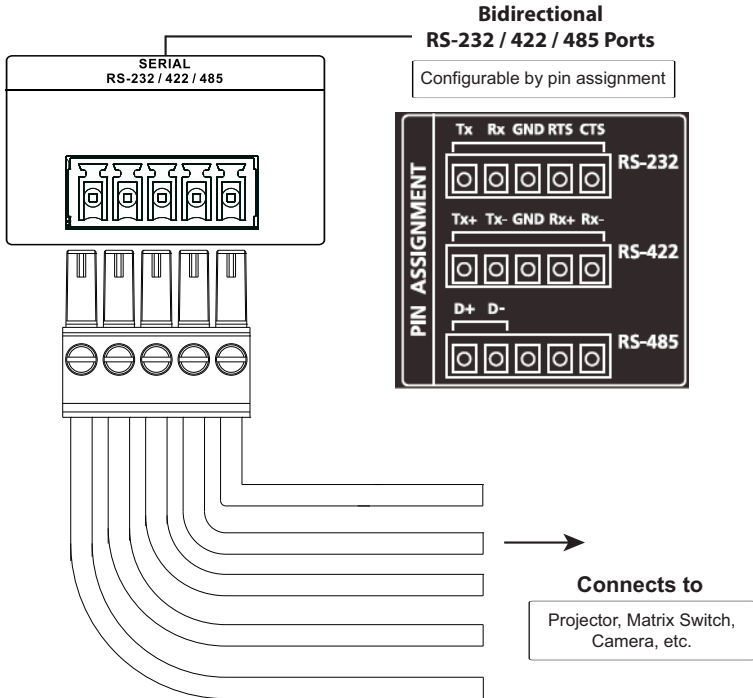 Bidirectional
RS-232 / 422 / 485 Ports
SERIAL
RS-232 / 422 / 485
Configurable by pin assignment
PIN ASSIGNMENT
Tx Rx GND RTS CTS
RS-232
Tx+ Tx- GND Rx+ Rx-
RS-422
D+ D-
RS-485
Connects to
Projector, Matrix Switch,
Camera, etc.